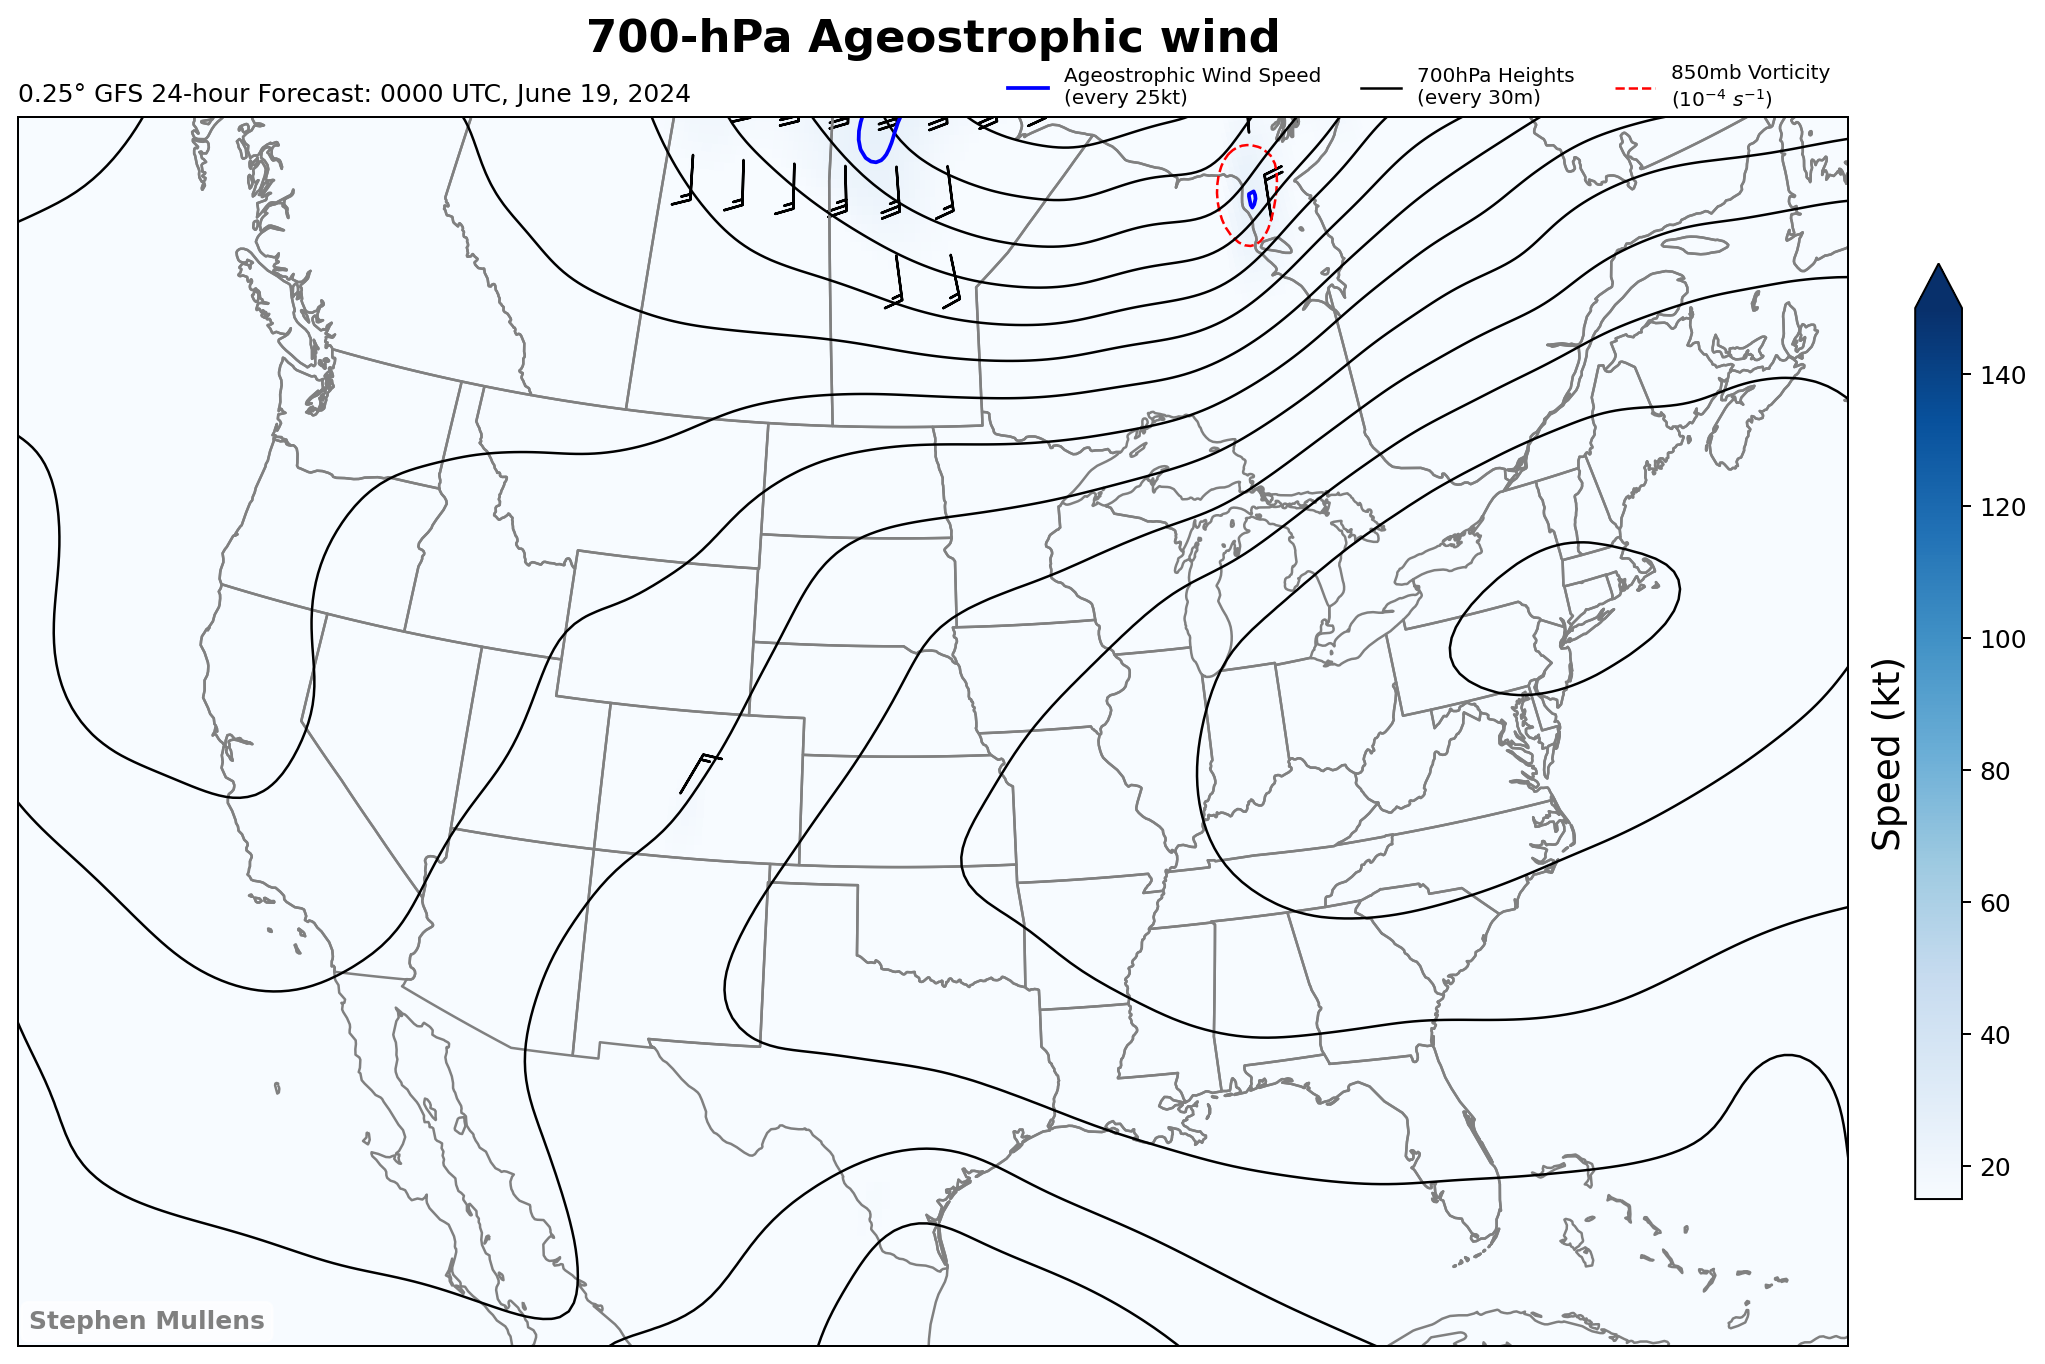 700-hPa Ageostrophic wind
0.25° GFS 24-hour Forecast: 0000 UTC, June 19, 2024
Ageostrophic Wind Speed
(every 25kt)
700hPa Heights
(every 30m)
850mb Vorticity
(10⁻⁴ s⁻¹)
140
120
100
80
60
40
20
Speed (kt)
Stephen Mullens